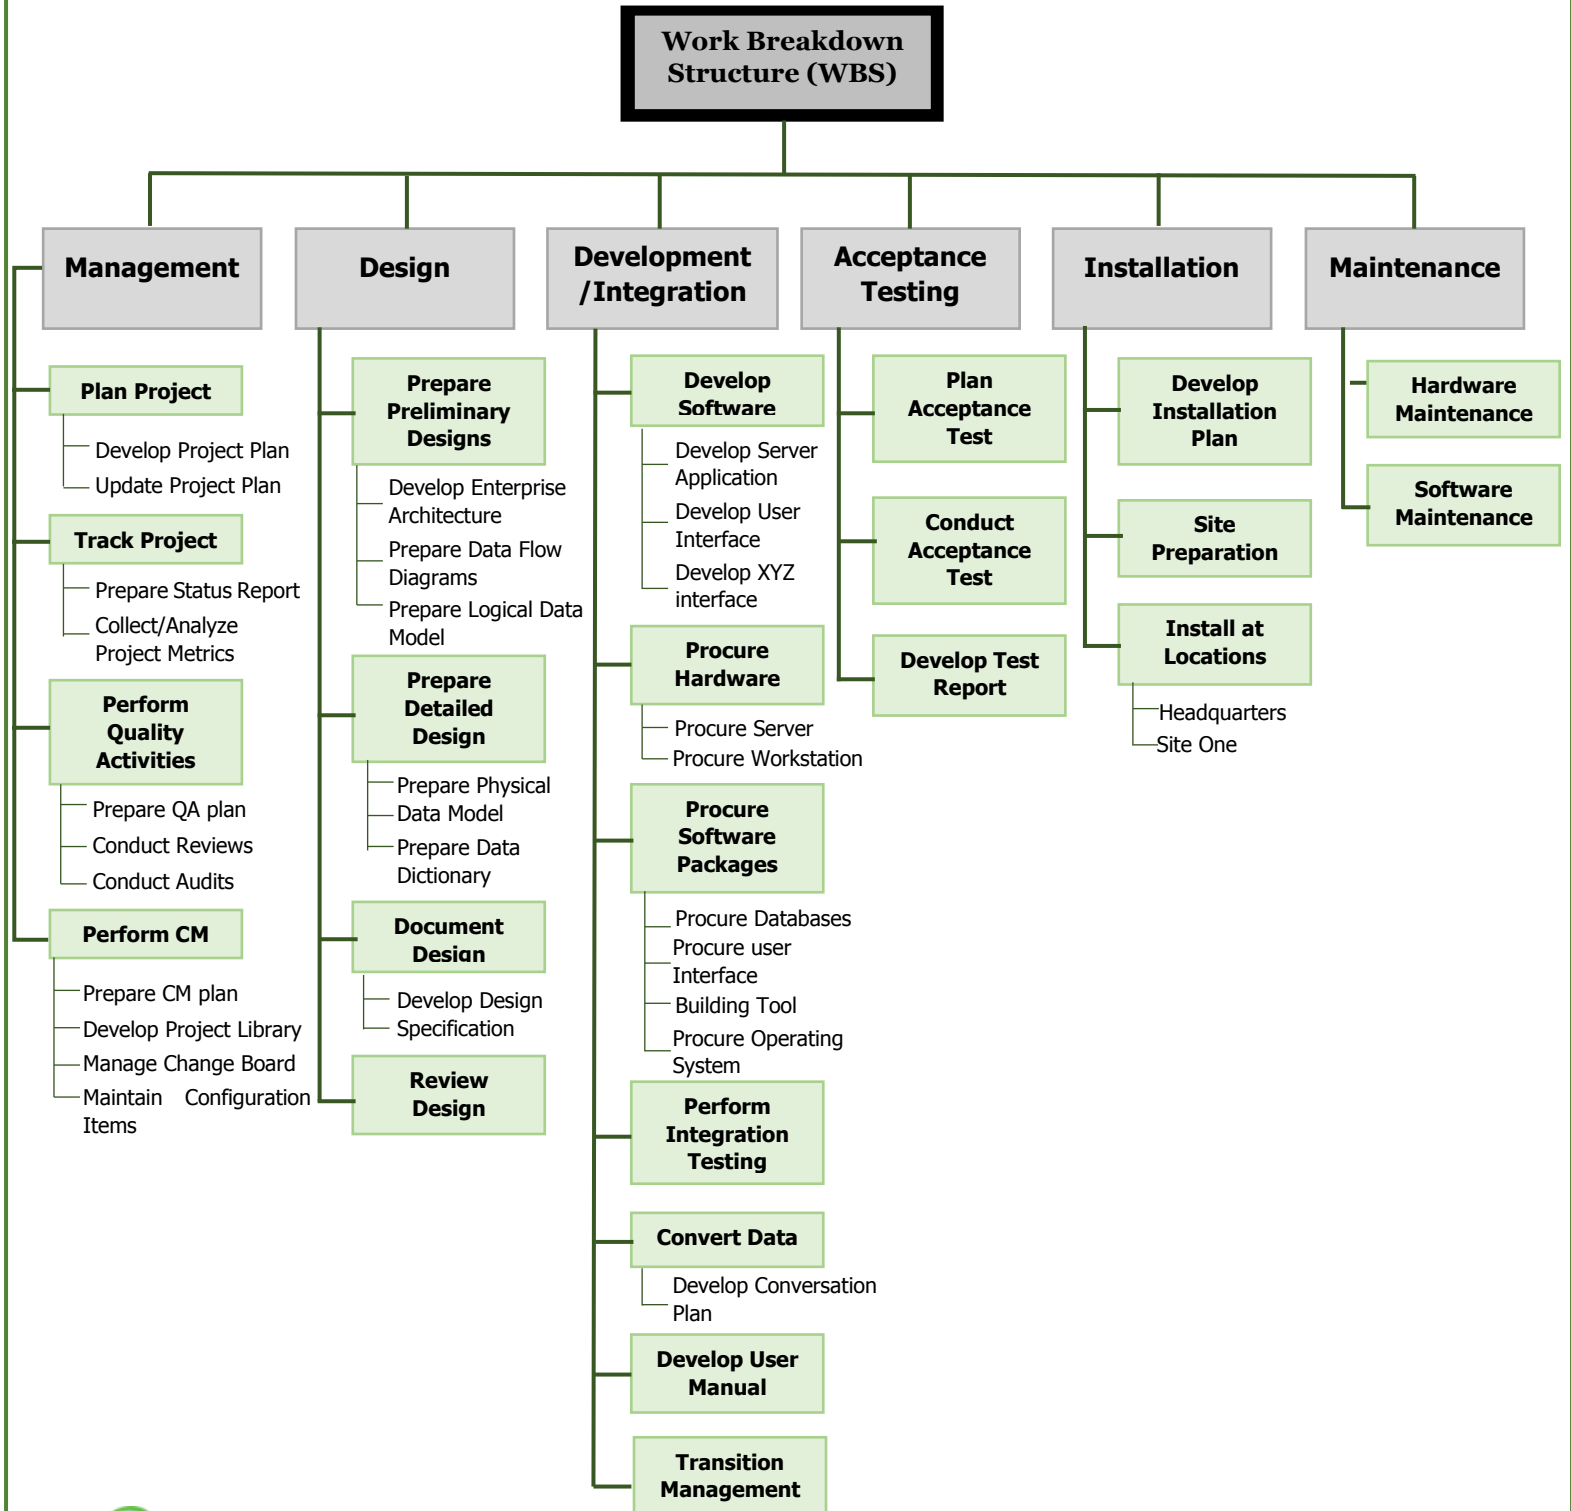 Work Breakdown
Structure (WBS)
Management
Plan Project
Develop Project Plan
Update Project Plan
Track Project
Prepare Status Report
Collect/Analyze
Project Metrics
Perform
Quality
Activities
Prepare QA plan
Conduct Reviews
Conduct Audits
Perform CM
Prepare CM plan
Develop Project Library
Manage Change Board
Maintain Configuration
Items
Design
Prepare
Preliminary
Designs
Develop Enterprise
Architecture
Prepare Data Flow
Diagrams
Prepare Logical Data
Model
Prepare
Detailed
Design
Prepare Physical
Data Model
Prepare Data
Dictionary
Document
Design
Develop Design
Specification
Review
Design
Development
/Integration
Develop
Software
Develop Server
Application
Develop User
Interface
Develop XYZ
interface
Procure
Hardware
Procure Server
Procure Workstation
Procure
Software
Packages
Procure Databases
Procure user
Interface
Building Tool
Procure Operating
System
Perform
Integration
Testing
Convert Data
Develop Conversation
Plan
Develop User
Manual
Transition
Management
Acceptance
Testing
Plan
Acceptance
Test
Conduct
Acceptance
Test
Develop Test
Report
Installation
Develop
Installation
Plan
Site
Preparation
Install at
Locations
Headquarters
Site One
Maintenance
Hardware
Maintenance
Software
Maintenance